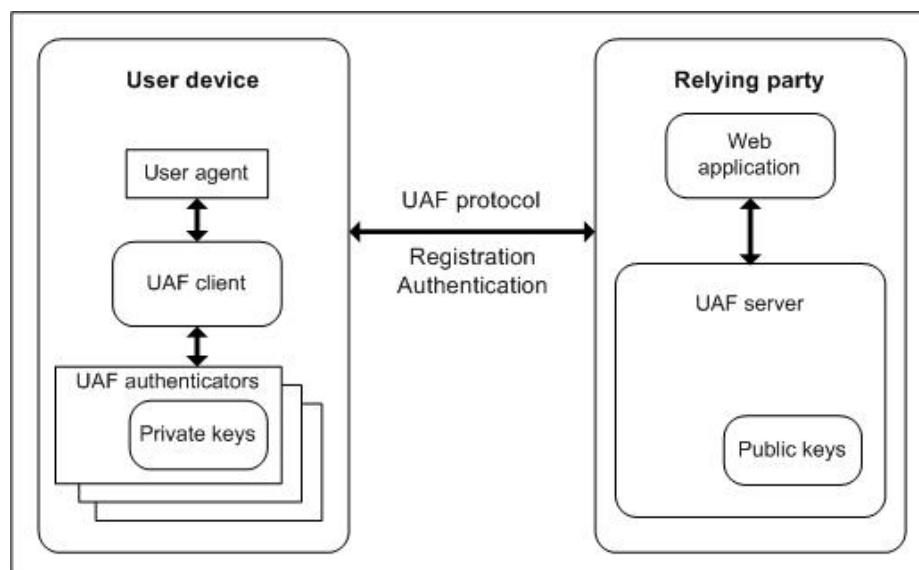 User device
User agent
UAF client
UAF authenticators
Private keys
UAF protocol
Registration
Authentication
Relying party
Web
application
UAF server
Public keys